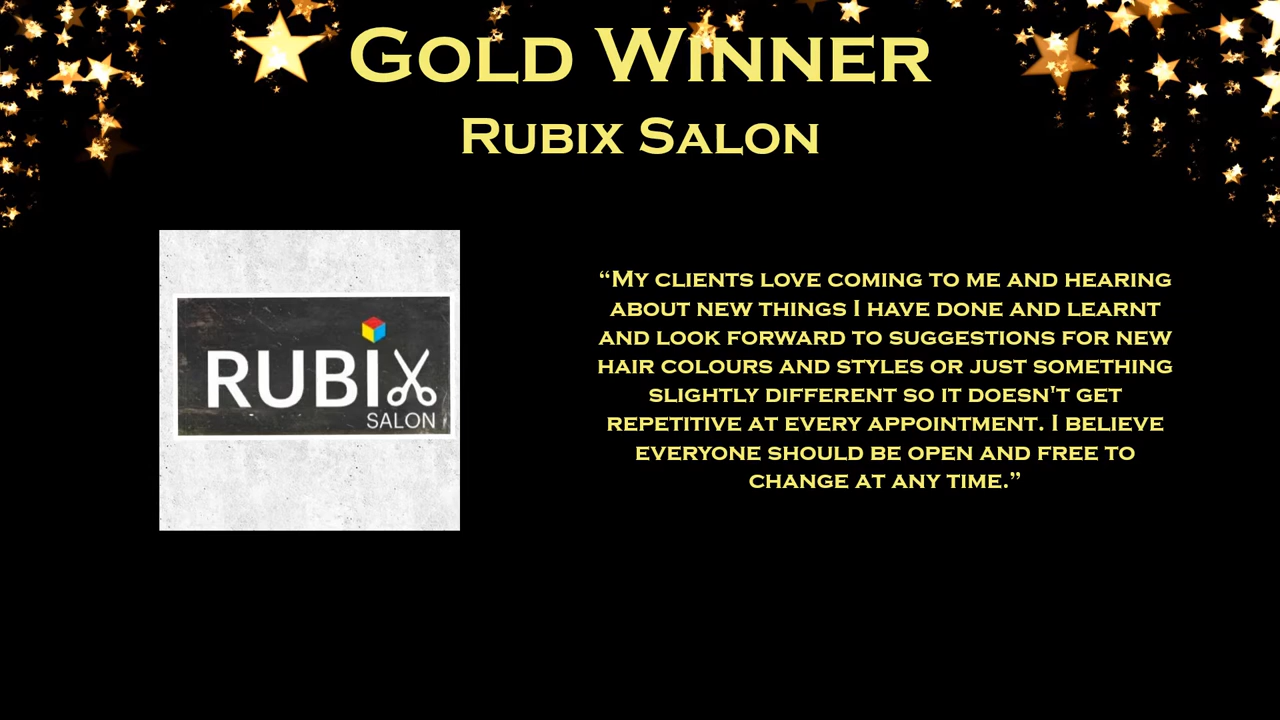 Gold Winner
Rubix Salon
RUBIX
SALON
“My clients love coming to me and hearing
about new things I have done and learnt
and look forward to suggestions for new
hair colours and styles or just something
slightly different so it doesn't get
repetitive at every appointment. I believe
everyone should be open and free to
change at any time.”